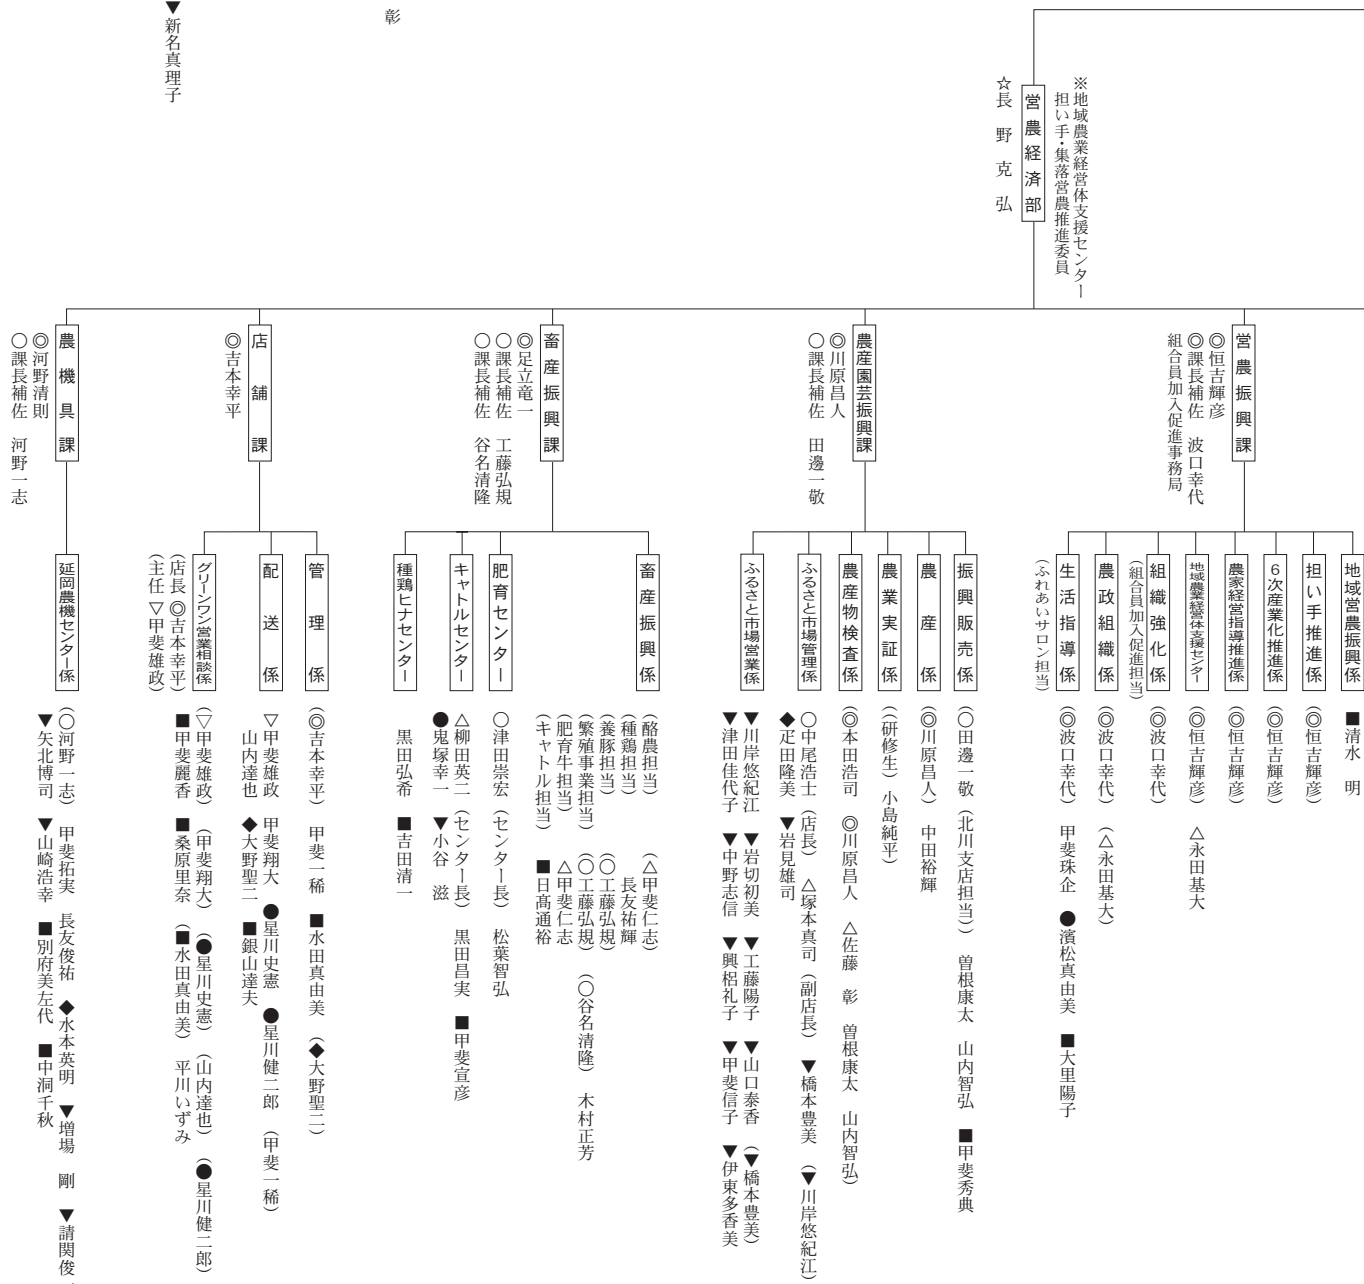 ※地域農業経営体支援センター
担い手・集落営農推進委員
営農経済部
☆長野克弘
営農振興課
◎恒吉輝彦
◎課長補佐 波口幸代
組合員加入促進事務局
地域営農振興係
■清水 明
担い手推進係
(◎恒吉輝彦)
6次産業化推進係
(◎恒吉輝彦)
農家経営指導推進係
(◎恒吉輝彦)
地域農業経営体支援センター
(◎恒吉輝彦) △永田基大
組織強化係
(組合員加入促進担当)
(◎波口幸代)
農政組織係
(◎波口幸代) (△永田基大)
生活指導係
(ふれあいサロン担当)
(◎波口幸代) 甲斐珠企 ●濱松真由美 ■大里陽子
農産園芸振興課
◎川原昌人
○課長補佐 田邊一敬
振興販売係
(○田邊一敬) (北川支店担当) 曽根康太 山内智弘 ■甲斐秀典
農産係
(◎川原昌人) 中田裕輝
農業実証係
((研修生) 小島純平)
農産物検査係
(◎本田浩司 ◎川原昌人 △佐藤 彰 曽根康太 山内智弘)
ふるさと市場管理係
○中尾浩士 (店長) △塚本真司 (副店長) ▼橋本豊美 (▼川岸悠紀江)
◆疋田隆美 ▼岩見雄司
ふるさと市場営業係
▼川岸悠紀江 ▼岩切初美 ▼工藤陽子 ▼山口泰香 (▼橋本豊美)
▼津田佳代子 ▼中野志信 ▼興梠礼子 ▼甲斐信子 ▼伊東多香美
畜産振興課
◎足立竜一
○課長補佐 工藤弘規
○課長補佐 谷名清隆
畜産振興係
(酪農担当) (△甲斐仁志)
(種鶏担当) 長友祐輝
(養豚担当) (○工藤弘規)
(繁殖事業担当) (○工藤弘規) (○谷名清隆) 木村正芳
(肥育牛担当) △甲斐仁志
(キャトル担当) ■日髙通裕
肥育センター
○津田崇宏 (センター長) 松葉智弘
キャトルセンター
△柳田英二 (センター長) 黒田昌実 ■甲斐宣彦
●鬼塚幸一 ▼小谷 滋
種鶏ヒナセンター
黒田弘希 ■吉田清一
店舗課
◎吉本幸平
管理係
(◎吉本幸平) 甲斐一稀 ■水田真由美 (◆大野聖二)
配送係
▽甲斐雄政 甲斐翔大 ●星川史憲 ●星川健二郎 (甲斐一稀)
山内達也 ◆大野聖二 ■銀山達夫
グリーンワン営業相談係
(店長 ◎吉本幸平)
(主任 ▽甲斐雄政)
(▽甲斐雄政) (甲斐翔大) (●星川史憲) (山内達也) (●星川健二郎)
■甲斐麗香 ■桑原里奈 (■水田真由美) 平川いずみ
農機具課
◎河野清則
○課長補佐 河野一志
延岡農機センター係
(○河野一志) 甲斐拓実 長友俊祐 ◆水本英明 ▼増場 剛 ▼請関俊
▼矢北博司 ▼山崎浩幸 ■別府美左代 ■中洞千秋
彰
▼新名真理子